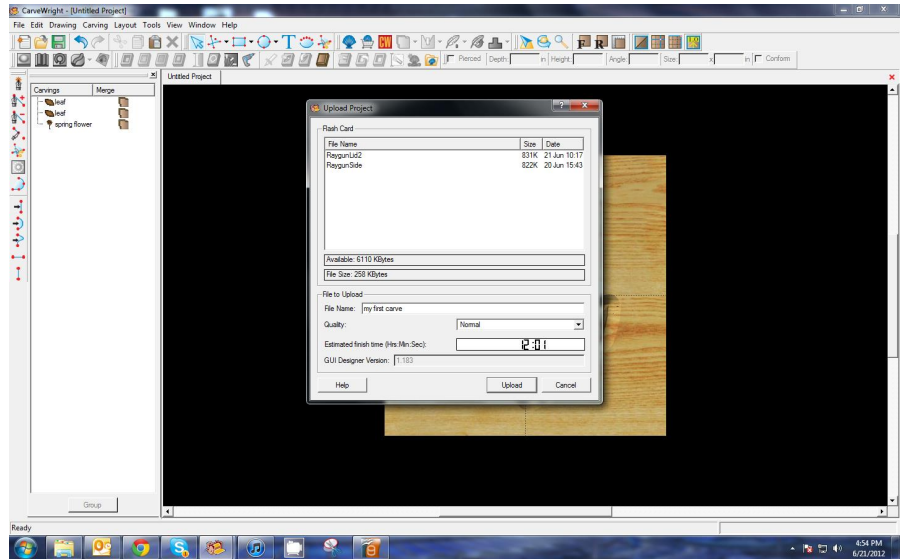 CarveWright - [Untitled Project]
File Edit Drawing Carving Layout Tools View Window Help
T CW F R
Pierced Depth: in Height: Angle: Size: x in Conform
Untitled Project
Carvings Merge
leaf
leaf
spring flower
Upload Project
Flash Card
File Name Size Date
RaygunLid2 831K 21 Jun 10:17
RaygunSide 822K 20 Jun 15:43
Available: 6110 KBytes
File Size: 258 KBytes
File to Upload
File Name: my first carve
Quality: Normal
Estimated finish time (Hrs:Min:Sec): 12:01
GUI Designer Version: 1.183
Help Upload Cancel
Group
Ready
4:54 PM
6/21/2012